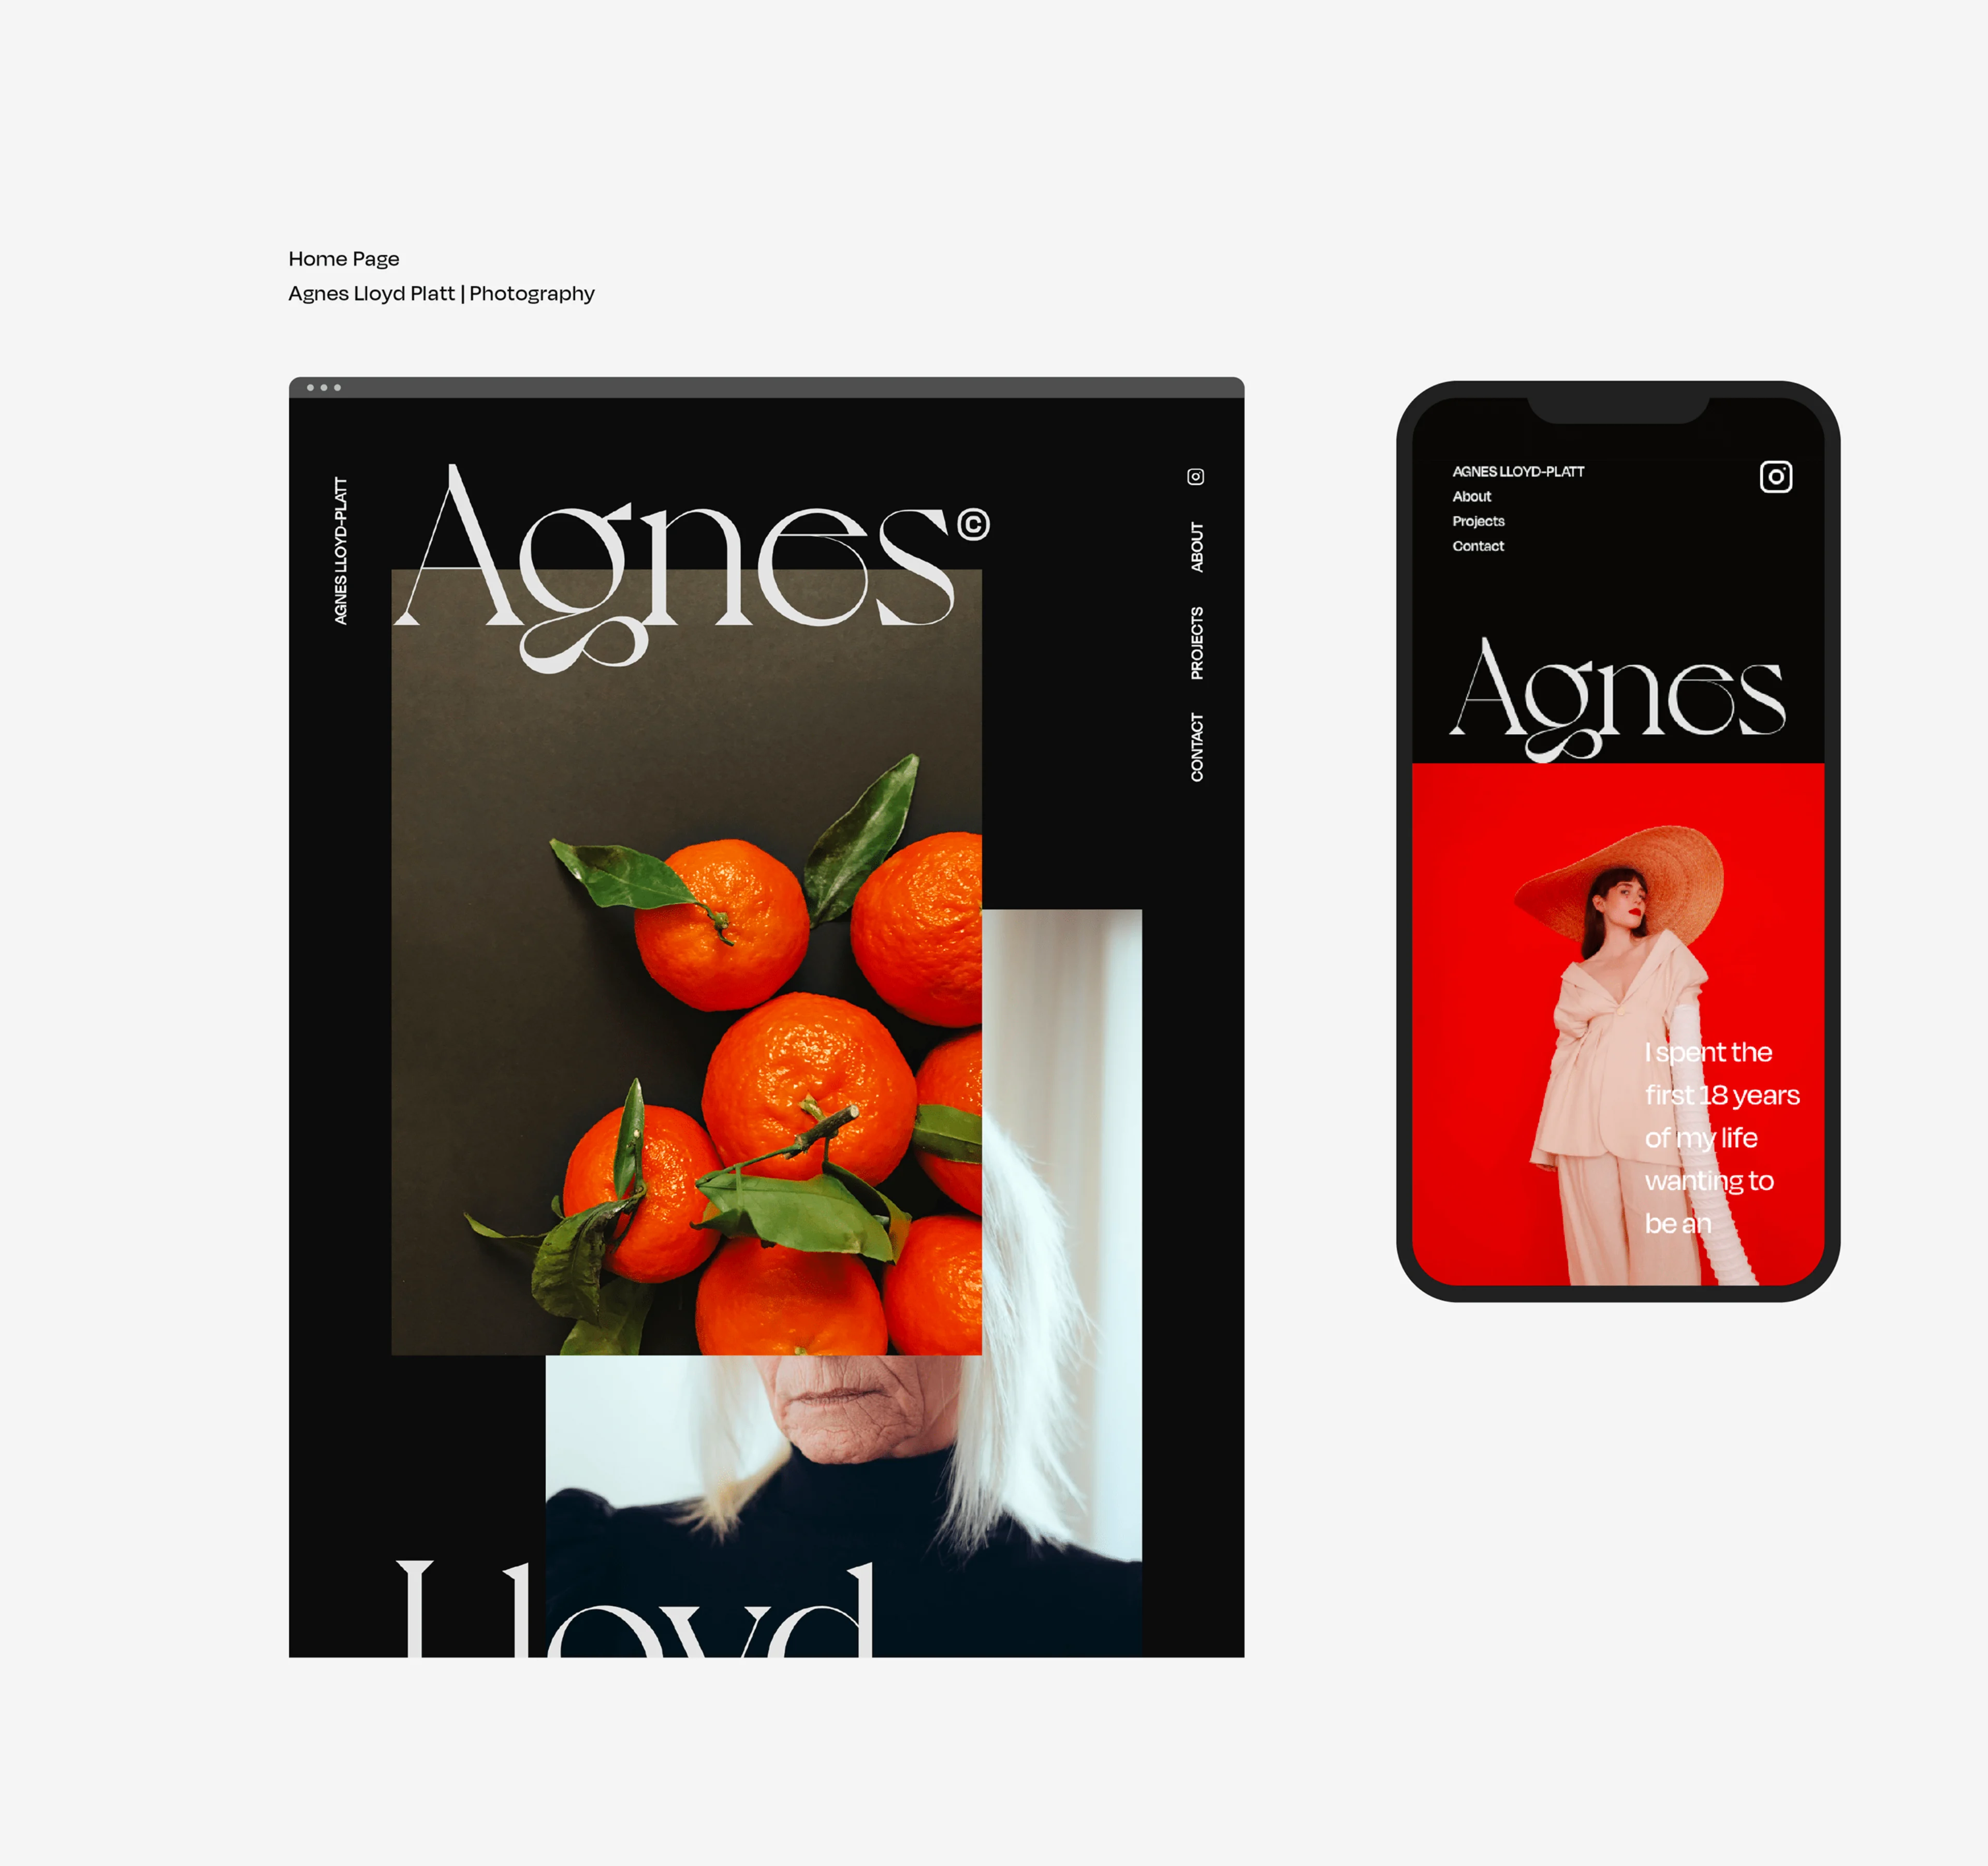 Home Page
Agnes Lloyd Platt | Photography
AGNES LLOYD-PLATT
Agnes©
ABOUT
PROJECTS
CONTACT
Lloyd
AGNES LLOYD-PLATT
About
Projects
Contact
Agnes
I spent the
first 18 years
of my life
wanting to
be an